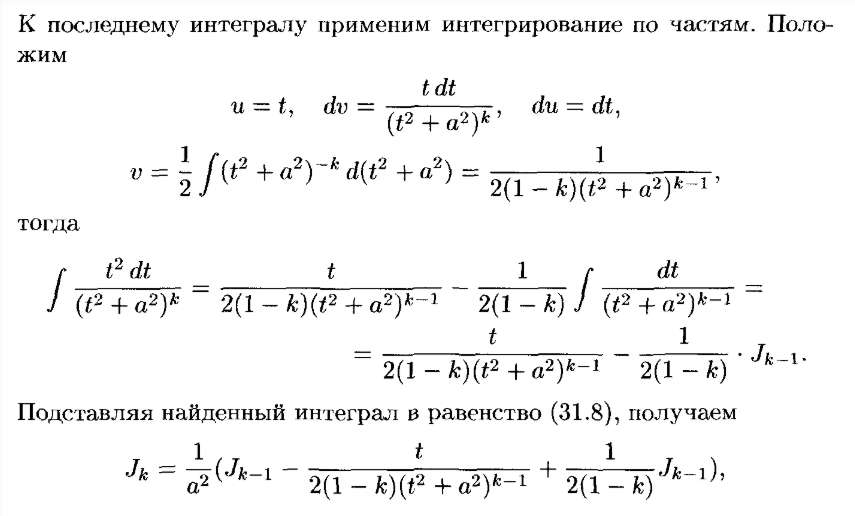 К последнему интегралу применим интегрирование по частям. Поло-
жим
u = t, dv = \frac{t dt}{(t^2 + a^2)^k}, du = dt,
v = \frac{1}{2} \int (t^2 + a^2)^{-k} d(t^2 + a^2) = \frac{1}{2(1 - k)(t^2 + a^2)^{k-1}},
тогда
\int \frac{t^2 dt}{(t^2 + a^2)^k} = \frac{t}{2(1 - k)(t^2 + a^2)^{k-1}} - \frac{1}{2(1 - k)} \int \frac{dt}{(t^2 + a^2)^{k-1}} =
= \frac{t}{2(1 - k)(t^2 + a^2)^{k-1}} - \frac{1}{2(1 - k)} \cdot J_{k-1}.
Подставляя найденный интеграл в равенство (31.8), получаем
J_k = \frac{1}{a^2}(J_{k-1} - \frac{t}{2(1 - k)(t^2 + a^2)^{k-1}} + \frac{1}{2(1 - k)} J_{k-1}),